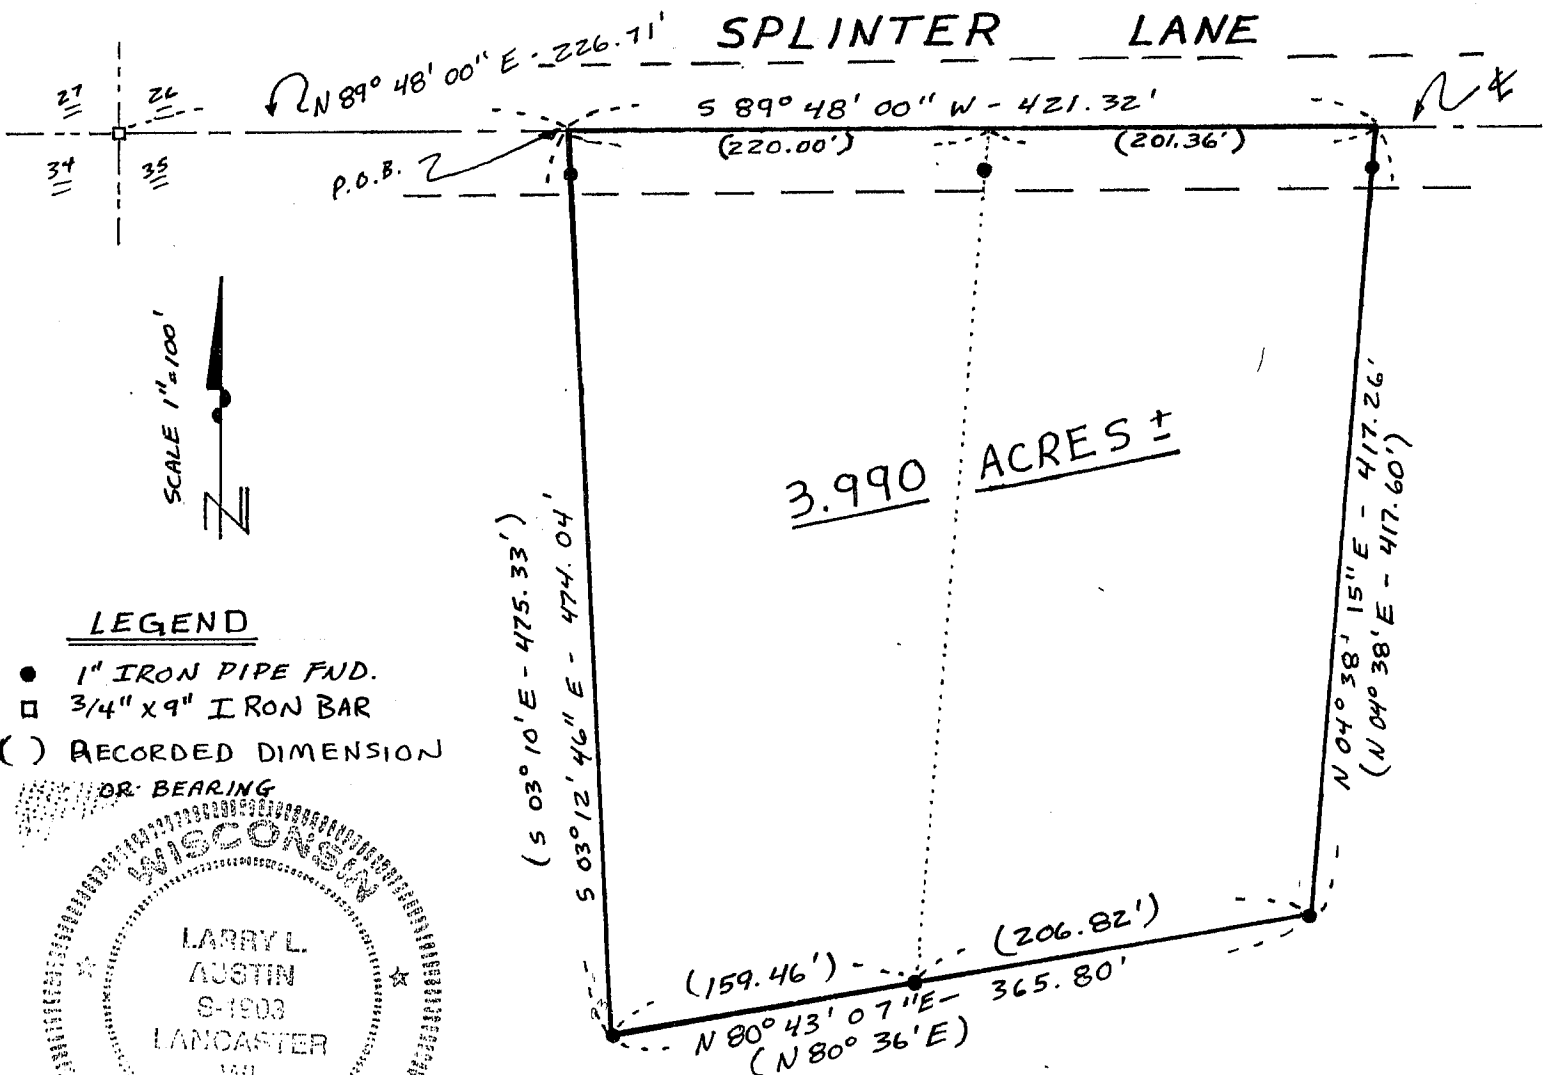 SPLINTER LANE
N 89° 48' 00" E - 226.71'
S 89° 48' 00" W - 421.32'
(220.00')
(201.36')
27
26
34
35
P.O.B.
SCALE 1"=100'
N
3.990 ACRES ±
(S 03° 10' E - 475.33')
S 03° 12' 46" E - 474.04'
N 04° 38' 15" E - 417.26'
(N 04° 38' E - 417.60')
LEGEND
1" IRON PIPE FND.
3/4" X 9" IRON BAR
( ) RECORDED DIMENSION
OR BEARING
(159.46')
(206.82')
N 80° 43' 07" E - 365.80'
(N 80° 36' E)
WISCONSIN
LARRY L.
AUSTIN
S-1903
LANCASTER